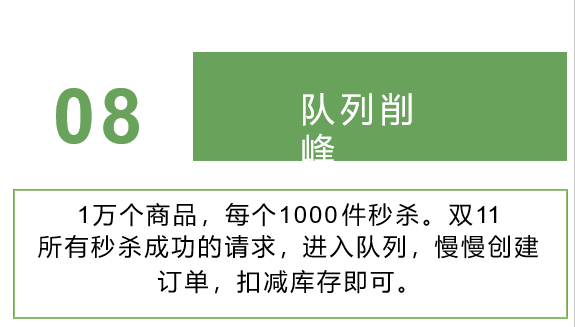 08
队列削
峰
1万个商品，每个1000件秒杀。双11
所有秒杀成功的请求，进入队列，慢慢创建
订单，扣减库存即可。